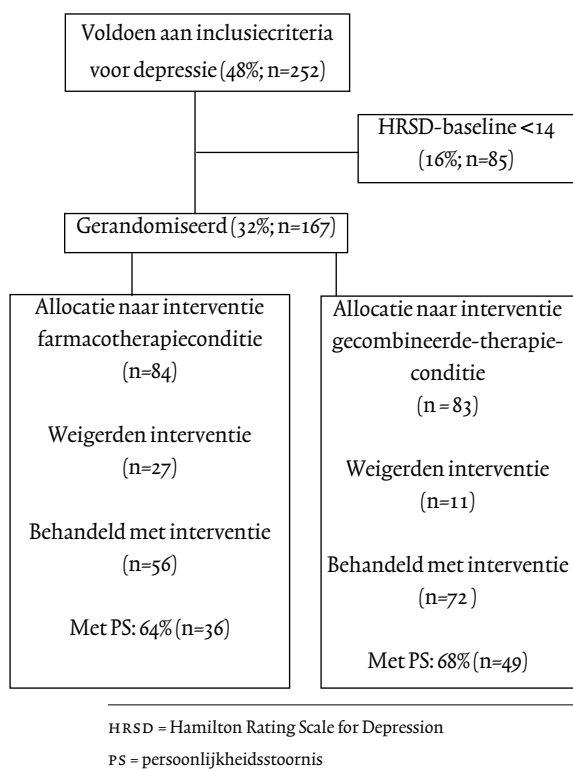 Voldoen aan inclusiecriteria
voor depressie (48%; n=252)
HRSD-baseline <14
(16%; n=85)
Gerandomiseerd (32%; n=167)
Allocatie naar interventie
farmacotherapieconditie
(n=84)
Weigerden interventie
(n=27)
Behandeld met interventie
(n=56)
Met PS: 64% (n=36)
Allocatie naar interventie
gecombineerde-therapie-
conditie
(n = 83)
Weigerden interventie
(n=11)
Behandeld met interventie
(n=72)
Met PS: 68% (n=49)
HRSD = Hamilton Rating Scale for Depression
PS = persoonlijkheidsstoornis